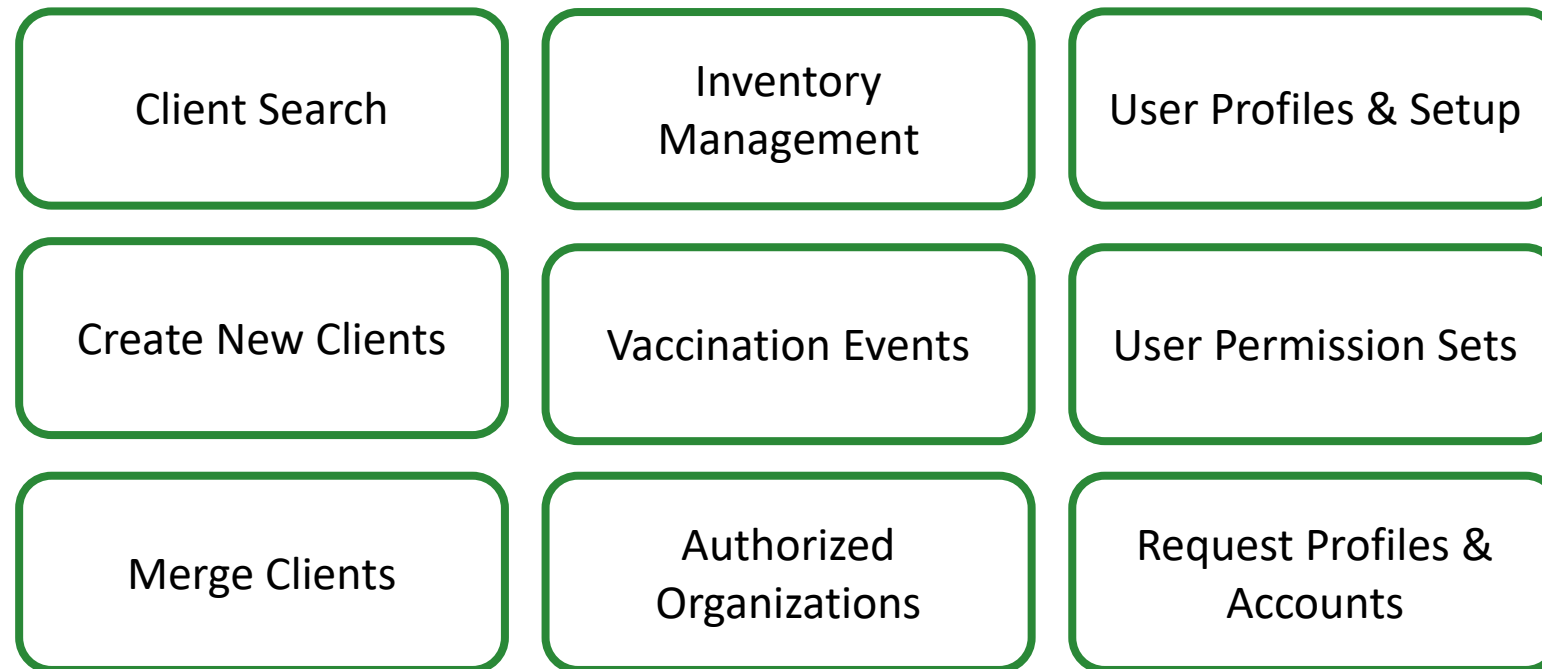 Client Search
Inventory
Management
User Profiles & Setup
Create New Clients
Vaccination Events
User Permission Sets
Merge Clients
Authorized
Organizations
Request Profiles &
Accounts